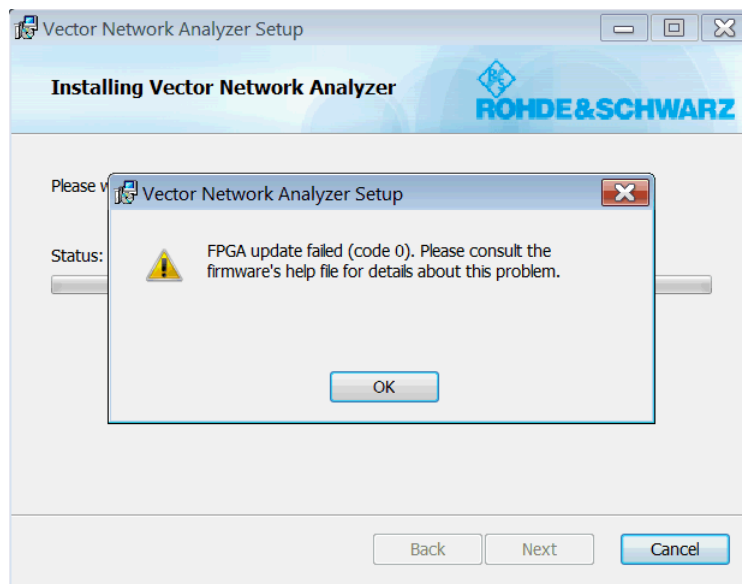 Vector Network Analyzer Setup
Installing Vector Network Analyzer
ROHDE&SCHWARZ
Please
Vector Network Analyzer Setup
Status:
FPGA update failed (code 0). Please consult the
firmware's help file for details about this problem.
OK
Back Next Cancel